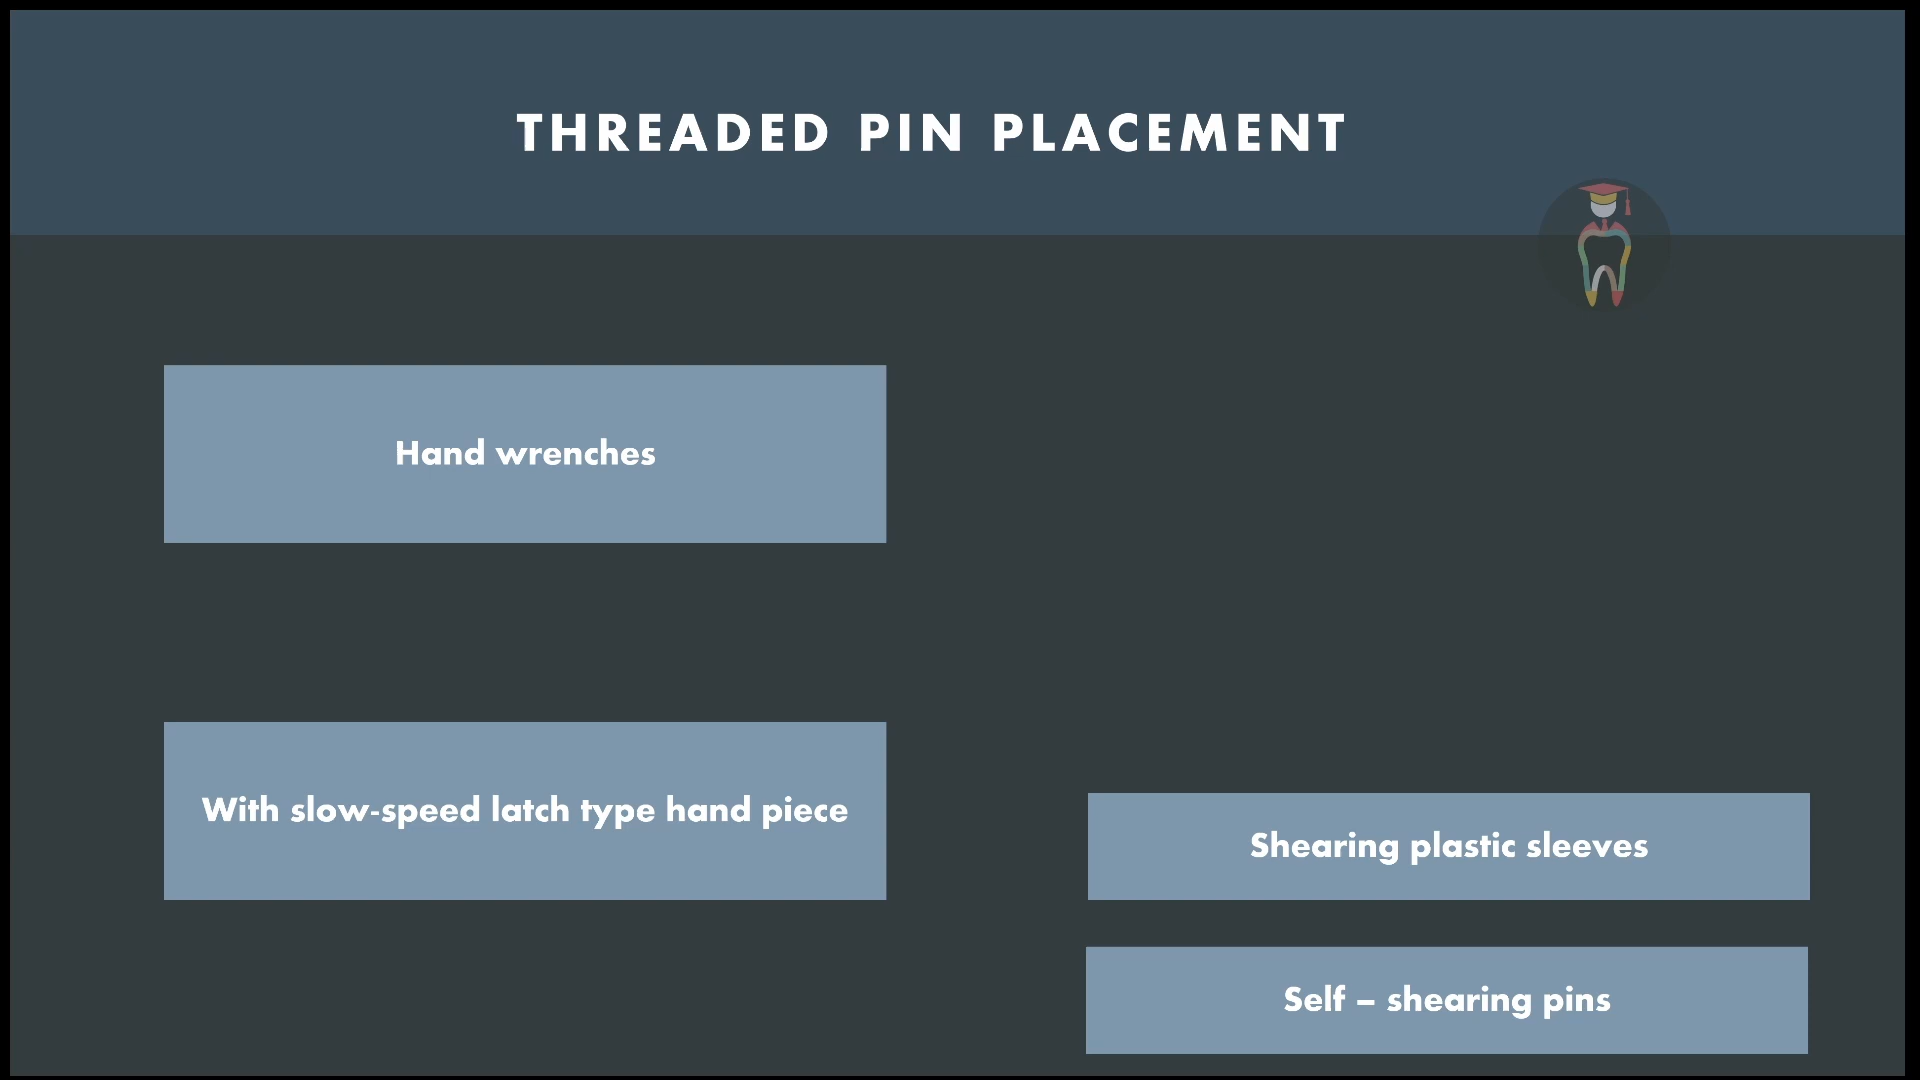 THREADED PIN PLACEMENT
Hand wrenches
With slow-speed latch type hand piece
Shearing plastic sleeves
Self – shearing pins